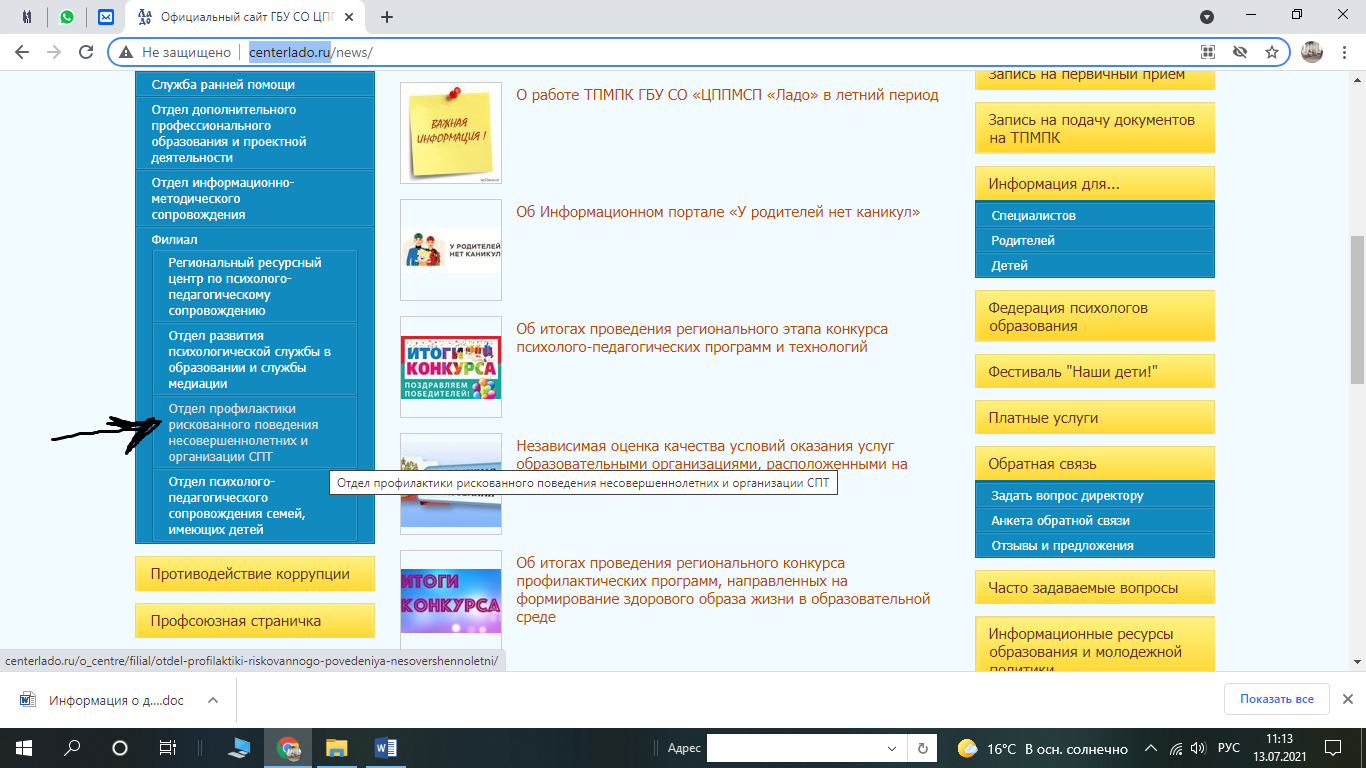 Официальный сайт ГБУ СО ЦПП
Не защищено
centerlado.ru/news/
Служба ранней помощи
Отдел дополнительного
профессионального
образования и проектной
деятельности
Отдел информационно-
методического
сопровождения
Филиал
Региональный ресурсный
центр по психолого-
педагогическому
сопровождению
Отдел развития
психологической службы в
образовании и службы
медиации
Отдел профилактики
рискованного поведения
несовершеннолетних и
организации СПТ
Отдел психолого-
педагогического
сопровождения семей,
имеющих детей
Противодействие коррупции
Профсоюзная страничка
ВАЖНАЯ
ИНФОРМАЦИЯ !
О работе ТПМПК ГБУ СО «ЦППМСП «Ладо» в летний период
У РОДИТЕЛЕЙ
НЕТ КАНИКУЛ
Об Информационном портале «У родителей нет каникул»
ИТОГИ
КОНКУРСА
ПОЗДРАВЛЯЕМ
ПОБЕДИТЕЛЕЙ!
Об итогах проведения регионального этапа конкурса
психолого-педагогических программ и технологий
Независимая оценка качества условий оказания услуг
образовательными организациями, расположенными на
Отдел профилактики рискованного поведения несовершеннолетних и организации СПТ
ИТОГИ
КОНКУРСА
Об итогах проведения регионального конкурса
профилактических программ, направленных на
формирование здорового образа жизни в образовательной
среде
Запись на первичный прием
Запись на подачу документов
на ТПМПК
Информация для...
Специалистов
Родителей
Детей
Федерация психологов
образования
Фестиваль "Наши дети!"
Платные услуги
Обратная связь
Задать вопрос директору
Анкета обратной связи
Отзывы и предложения
Часто задаваемые вопросы
Информационные ресурсы
образования и молодежной
политики
centerlado.ru/o_centre/filial/otdel-profilaktiki-riskovannogo-povedeniya-nesovershennoletni/
Информация о д....doc
Показать все
Адрес
16°C В осн. солнечно
РУС
11:13
13.07.2021